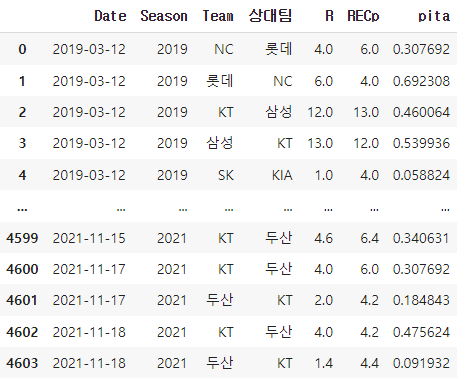 Date Season Team 상대팀 R RECp pita
0 2019-03-12 2019 NC 롯데 4.0 6.0 0.307692
1 2019-03-12 2019 롯데 NC 6.0 4.0 0.692308
2 2019-03-12 2019 KT 삼성 12.0 13.0 0.460064
3 2019-03-12 2019 삼성 KT 13.0 12.0 0.539936
4 2019-03-12 2019 SK KIA 1.0 4.0 0.058824
... ... ... ... ... ... ... ...
4599 2021-11-15 2021 KT 두산 4.6 6.4 0.340631
4600 2021-11-17 2021 KT 두산 4.0 6.0 0.307692
4601 2021-11-17 2021 두산 KT 2.0 4.2 0.184843
4602 2021-11-18 2021 KT 두산 4.0 4.2 0.475624
4603 2021-11-18 2021 두산 KT 1.4 4.4 0.091932